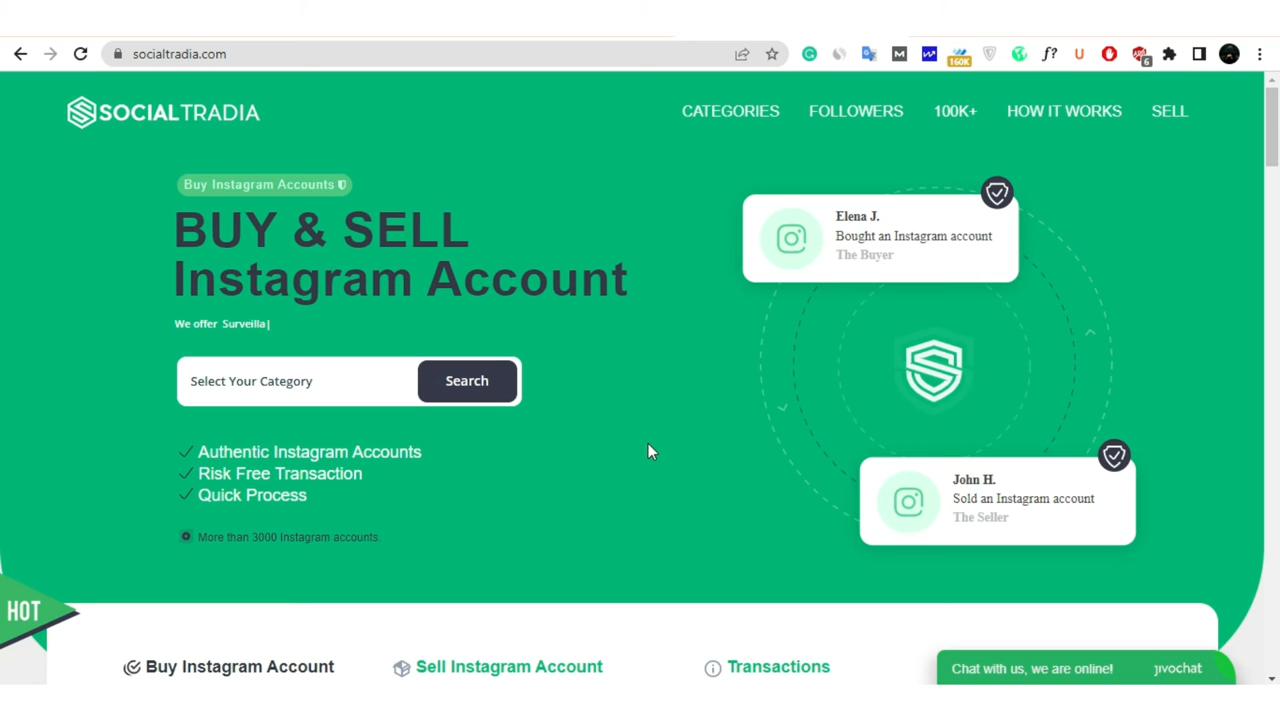 socialtradia.com
160K
f?
6
SOCIALTRADIA
CATEGORIES
FOLLOWERS
100K+
HOW IT WORKS
SELL
Buy Instagram Accounts
BUY & SELL
Instagram Account
We offer Surveilla|
Select Your Category
Search
Authentic Instagram Accounts
Risk Free Transaction
Quick Process
More than 3000 Instagram accounts.
Elena J.
Bought an Instagram account
The Buyer
John H.
Sold an Instagram account
The Seller
HOT
Buy Instagram Account
Sell Instagram Account
Transactions
Chat with us, we are online!
jivochat